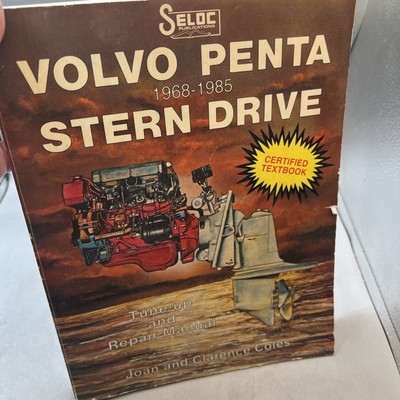 SELOC
PUBLICATIONS
VOLVO PENTA
1968-1985
STERN DRIVE
CERTIFIED
TEXTBOOK
Tune-up
and
Repair Manual
Joan and Clarence Coles